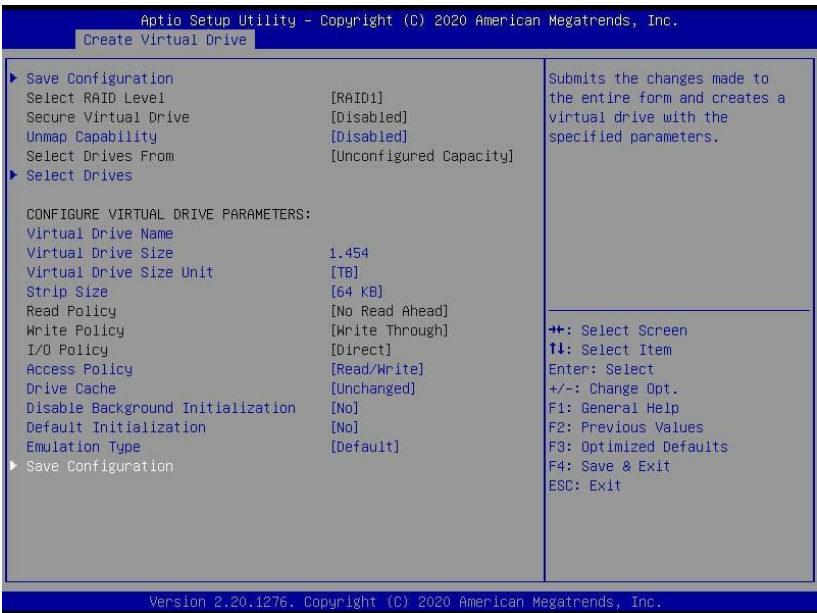 Aptio Setup Utility – Copyright (C) 2020 American Megatrends, Inc.
Create Virtual Drive
Save Configuration
Select RAID Level [RAID1]
Secure Virtual Drive [Disabled]
Unmap Capability [Disabled]
Select Drives From [Unconfigured Capacity]
Select Drives
CONFIGURE VIRTUAL DRIVE PARAMETERS:
Virtual Drive Name
Virtual Drive Size 1.454
Virtual Drive Size Unit [TB]
Strip Size [64 KB]
Read Policy [No Read Ahead]
Write Policy [Write Through]
I/O Policy [Direct]
Access Policy [Read/Write]
Drive Cache [Unchanged]
Disable Background Initialization [No]
Default Initialization [No]
Emulation Type [Default]
Save Configuration
Submits the changes made to
the entire form and creates a
virtual drive with the
specified parameters.
→←: Select Screen
↑↓: Select Item
Enter: Select
+/-: Change Opt.
F1: General Help
F2: Previous Values
F3: Optimized Defaults
F4: Save & Exit
ESC: Exit
Version 2.20.1276. Copyright (C) 2020 American Megatrends, Inc.